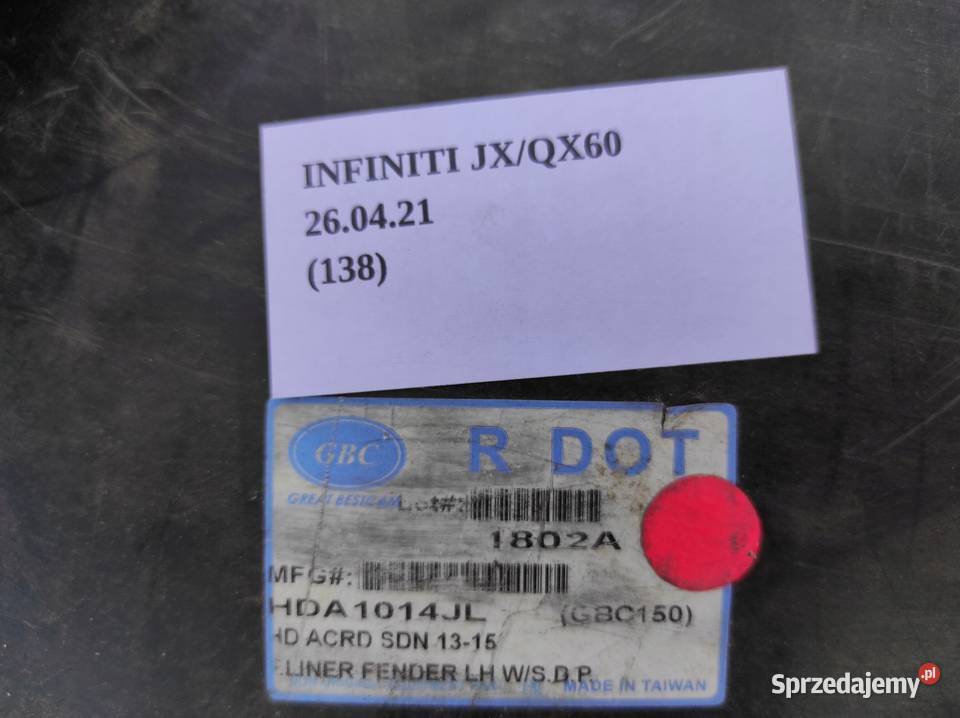 INFINITI JX/QX60
26.04.21
(138)
GBC
R DOT
GREAT
Lot#:
1802A
MFG#:
HDA1014JL (GBC150)
HD ACRD SDN 13-15
F.LINER FENDER LH W/S.B.P.
MADE IN TAIWAN
Sprzedajemy.pl